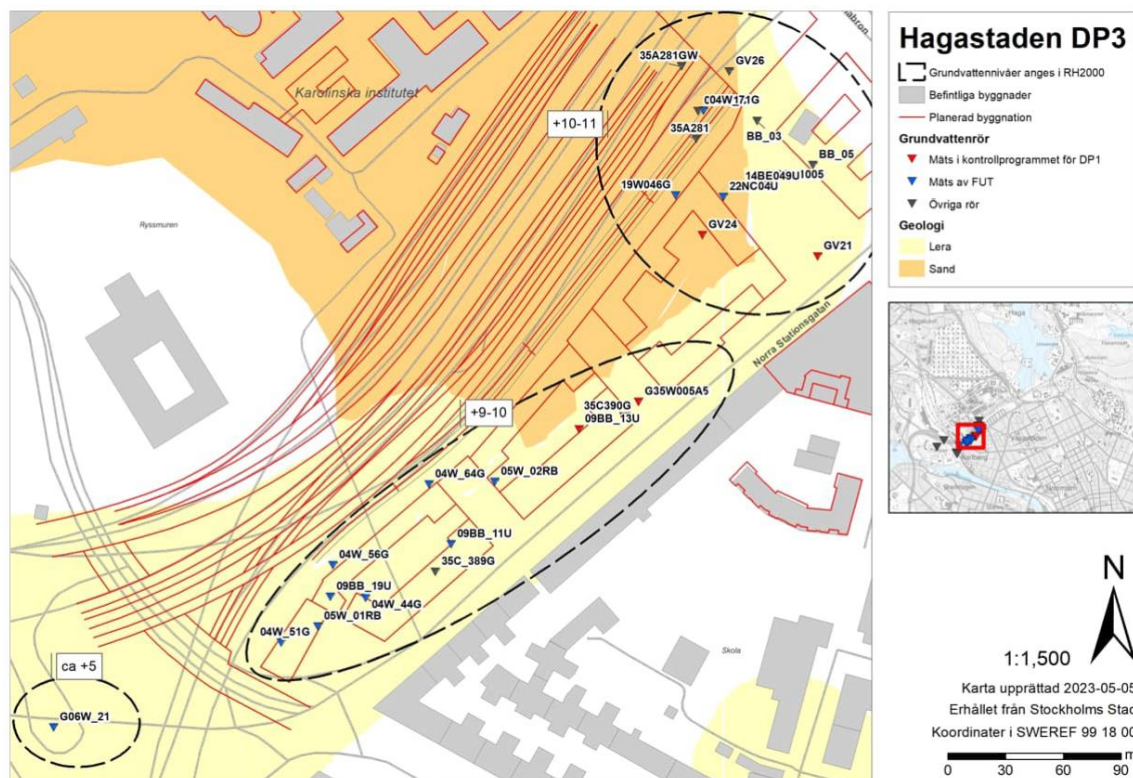 Karolinska institutet
Ryssmuren
35A281GW
GV26
+10-11
35A281
BB_03
BB_05
19W046G
14BE049U
22NC04U
GV24
GV21
Norra Stationsgatan
G35W005A5
35C390G
09BB_13U
+9-10
04W_64G
05W_02RB
09BB_11U
04W_56G
35C_389G
09BB_19U
04W_44G
05W_01RB
04W_51G
Skola
ca +5
G06W_21
Hagastaden DP3
Grundvattennivåer anges i RH2000
Befintliga byggnader
Planerad byggnation
Grundvattenrör
Mäts i kontrollprogrammet för DP1
Mäts av FUT
Övriga rör
Geologi
Lera
Sand
Haga
N
1:1,500
Karta upprättad 2023-05-05
Erhållet från Stockholms Stad
Koordinater i SWEREF 99 18 00
m
0 30 60 90